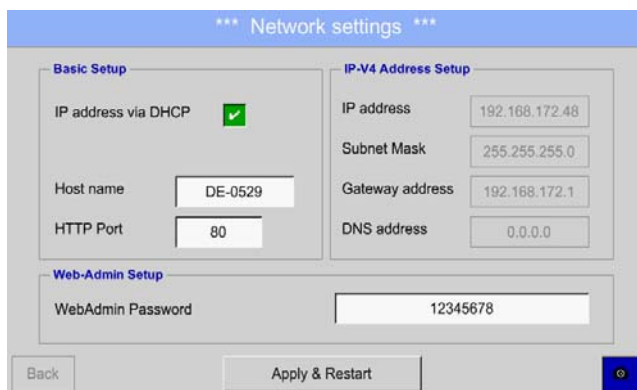 *** Network settings ***
Basic Setup
IP address via DHCP
Host name
DE-0529
HTTP Port
80
IP-V4 Address Setup
IP address
192.168.172.48
Subnet Mask
255.255.255.0
Gateway address
192.168.172.1
DNS address
0.0.0.0
Web-Admin Setup
WebAdmin Password
12345678
Back
Apply & Restart